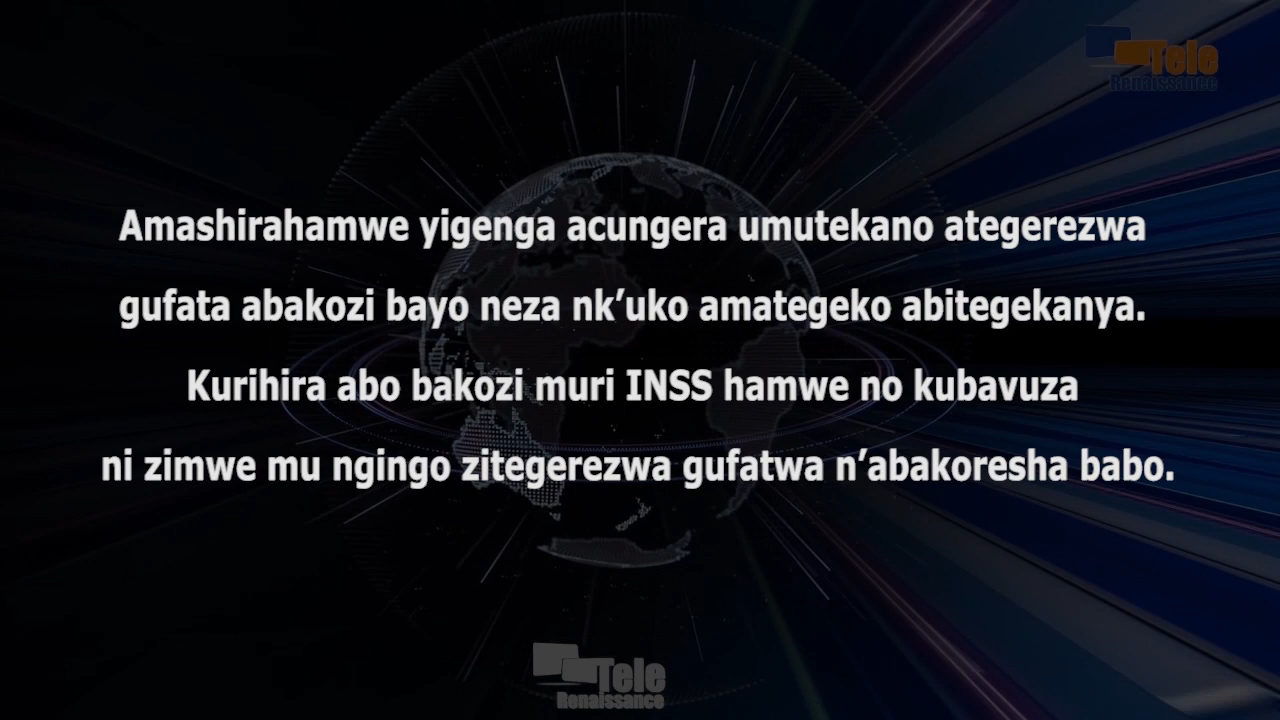 Tele
Renaissance
Amashirahamwe yigenga acungera umutekano ategerezwa
gufata abakozi bayo neza nk’uko amategeko abitegekanya.
Kurihira abo bakozi muri INSS hamwe no kubavuza
ni zimwe mu ngingo zitegerezwa gufatwa n’abakoresha babo.
Tele
Renaissance